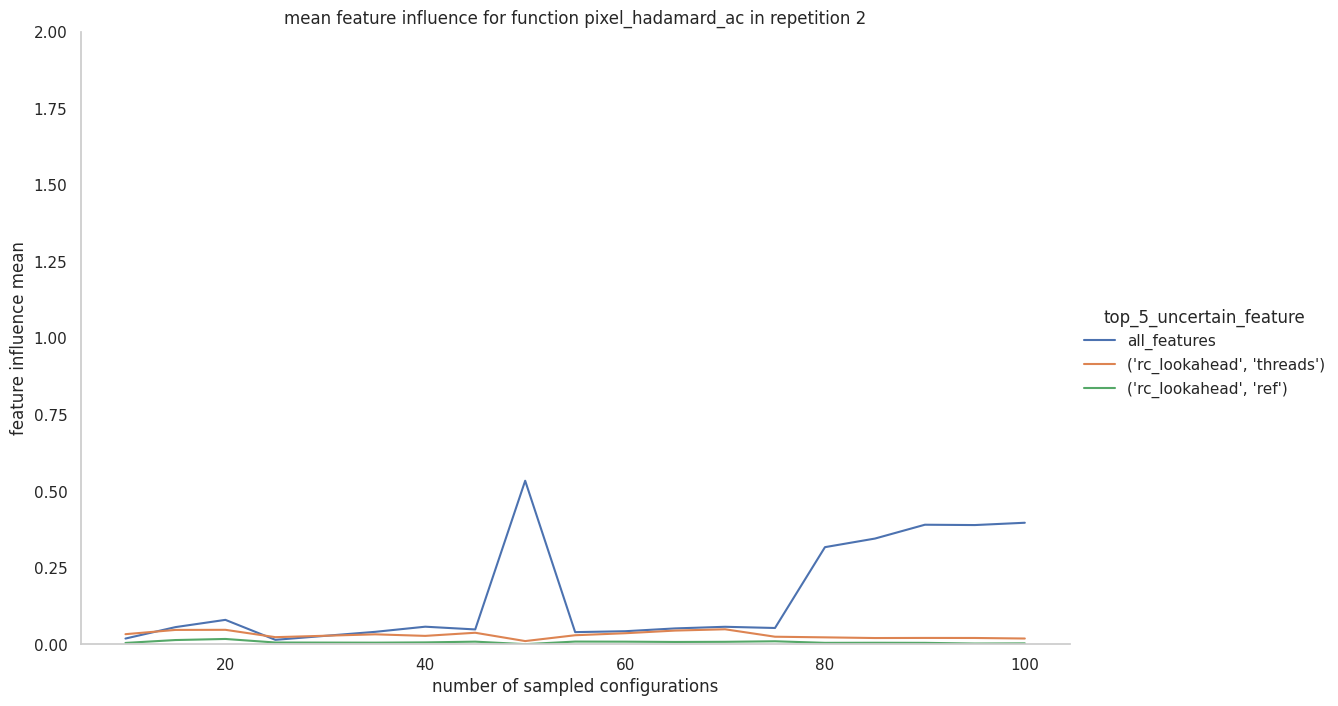 mean feature influence for function pixel_hadamard_ac in repetition 2
2.00
1.75
1.50
1.25
1.00
0.75
0.50
0.25
0.00
feature influence mean
20
40
60
80
100
number of sampled configurations
top_5_uncertain_feature
all_features
('rc_lookahead', 'threads')
('rc_lookahead', 'ref')